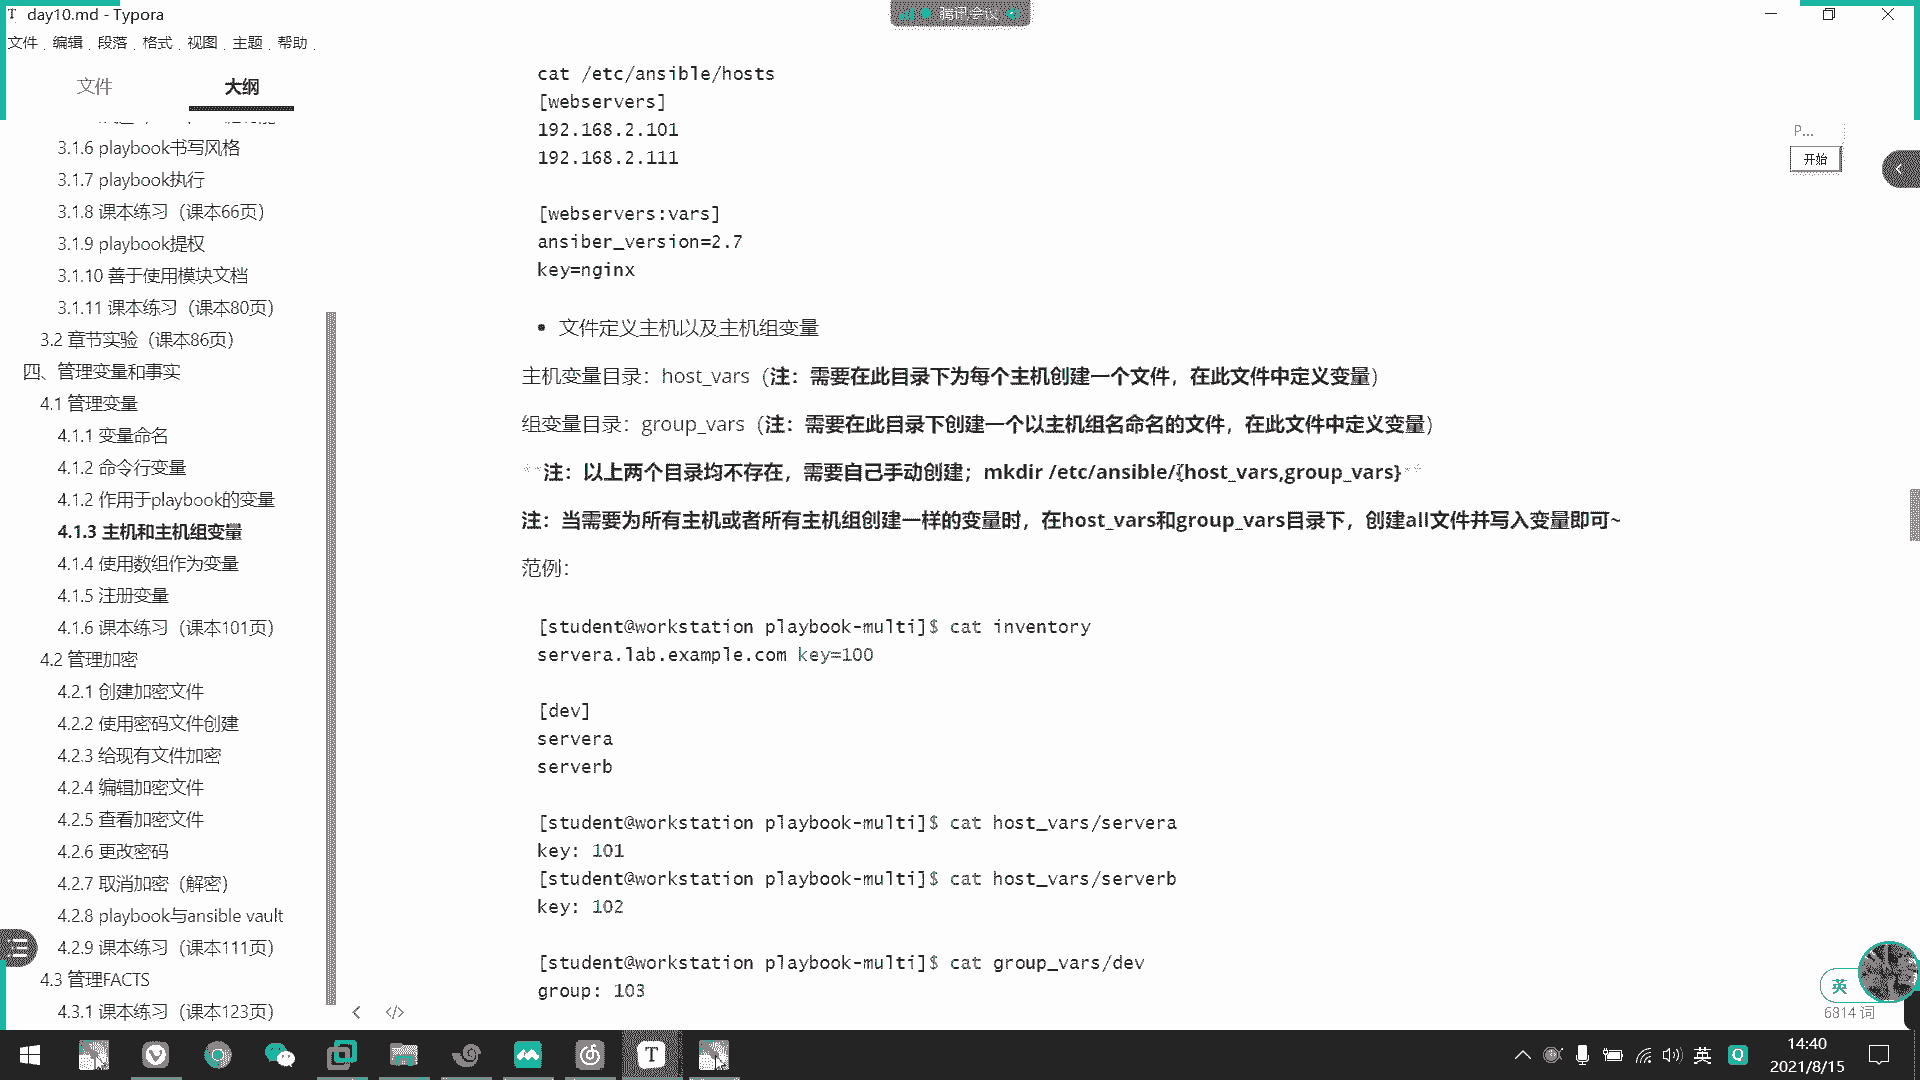 day10.md - Typora
腾讯会议
文件 编辑 段落 格式 视图 主题 帮助
文件 大纲
3.1.6 playbook书写风格
3.1.7 playbook执行
3.1.8 课本练习（课本66页）
3.1.9 playbook提权
3.1.10 善于使用模块文档
3.1.11 课本练习（课本80页）
3.2 章节实验（课本86页）
四、管理变量和事实
4.1 管理变量
4.1.1 变量命名
4.1.2 命令行变量
4.1.2 作用于playbook的变量
4.1.3 主机和主机组变量
4.1.4 使用数组作为变量
4.1.5 注册变量
4.1.6 课本练习（课本101页）
4.2 管理加密
4.2.1 创建加密文件
4.2.2 使用密码文件创建
4.2.3 给现有文件加密
4.2.4 编辑加密文件
4.2.5 查看加密文件
4.2.6 更改密码
4.2.7 取消加密（解密）
4.2.8 playbook与ansible vault
4.2.9 课本练习（课本111页）
4.3 管理FACTS
4.3.1 课本练习（课本123页）
cat /etc/ansible/hosts
[webservers]
192.168.2.101
192.168.2.111
[webservers:vars]
ansiber_version=2.7
key=nginx
• 文件定义主机以及主机组变量
主机变量目录：host_vars（注：需要在此目录下为每个主机创建一个文件，在此文件中定义变量）
组变量目录：group_vars（注：需要在此目录下创建一个以主机组名命名的文件，在此文件中定义变量）
**注：以上两个目录均不存在，需要自己手动创建；mkdir /etc/ansible/{host_vars,group_vars}**
注：当需要为所有主机或者所有主机组创建一样的变量时，在host_vars和group_vars目录下，创建all文件并写入变量即可~
范例：
[student@workstation playbook-multi]$ cat inventory
servera.lab.example.com key=100
[dev]
servera
serverb
[student@workstation playbook-multi]$ cat host_vars/servera
key: 101
[student@workstation playbook-multi]$ cat host_vars/serverb
key: 102
[student@workstation playbook-multi]$ cat group_vars/dev
group: 103
P...
开始
英
6814 词
英
14:40
2021/8/15